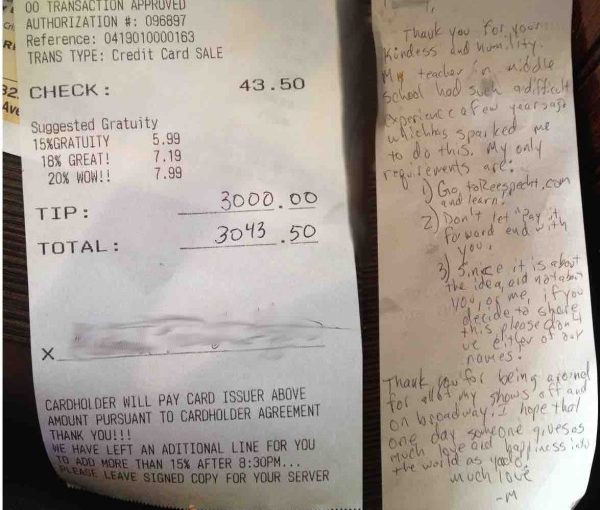 00 TRANSACTION APPROVED
AUTHORIZATION #: 096897
Reference: 0419010000163
TRANS TYPE: Credit Card SALE
CHECK: 43.50
Suggested Gratuity
15%GRATUITY 5.99
18% GREAT! 7.19
20% WOW!! 7.99
TIP: 3000.00
TOTAL: 3043.50
X
CARDHOLDER WILL PAY CARD ISSUER ABOVE
AMOUNT PURSUANT TO CARDHOLDER AGREEMENT
THANK YOU!!!
WE HAVE LEFT AN ADITIONAL LINE FOR YOU
TO ADD MORE THAN 15% AFTER 8:30PM...
PLEASE LEAVE SIGNED COPY FOR YOUR SERVER
Thank you for your
Kindess and humility.
My teacher in middle
school had such a difficult
experience a few years ago
which has sparked me
to do this. My only
requirements are:
1) Go to ReesSpecht.com
and learn,
2) Don't let "Pay it
forward end with
you,
3) Since it is about
the idea, and not about
you, or me, if you
decide to share
this, please don't
use either of our
names!
Thank you for being around
for all of my shows off and
on broadway. I hope that
one day someone gives as
much love and happiness into
the world as you do.
much love
-M